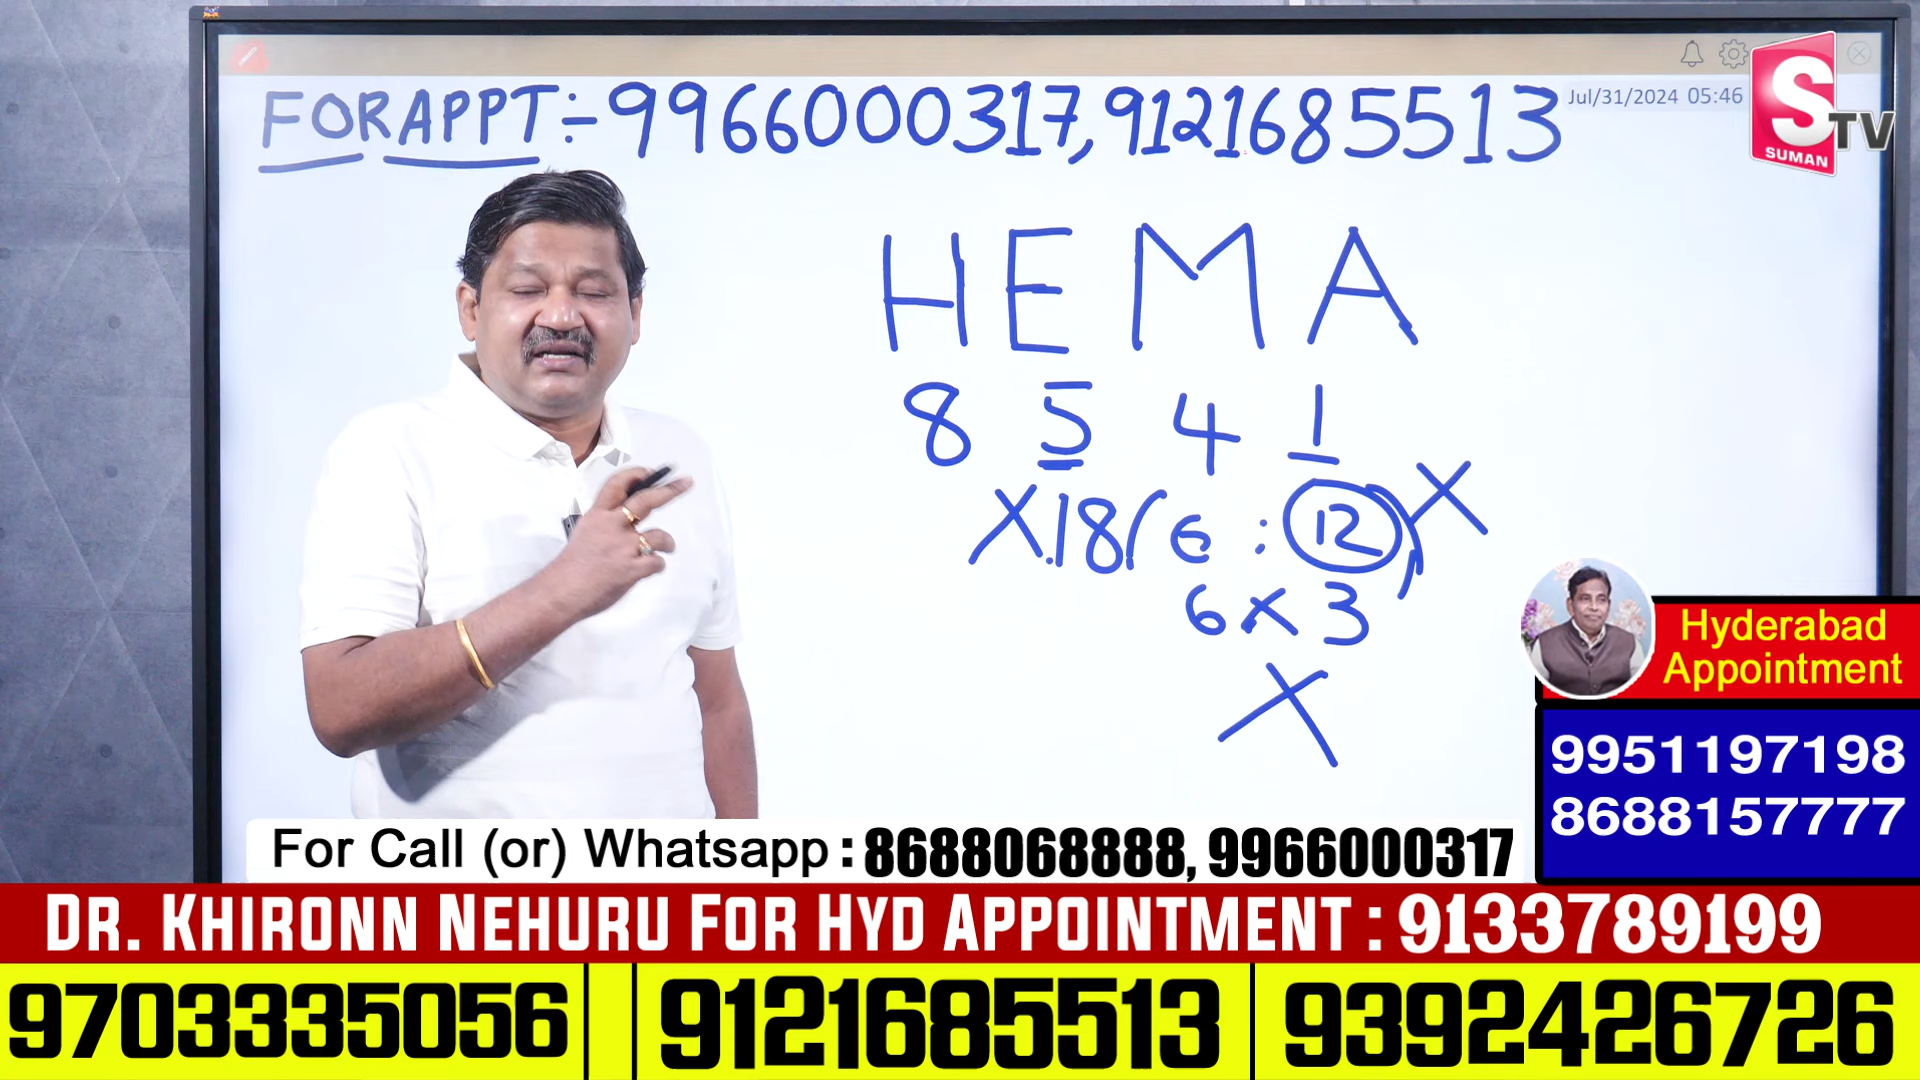 FOR APPT:-9966000317, 9121685513
Jul/31/2024 05:46
S TV
SUMAN
HEMA
8 5 4 1
X.18(6 : 12) X
6 x 3
X
Hyderabad
Appointment
9951197198
8688157777
For Call (or) Whatsapp : 8688068888, 9966000317
DR. KHIRONN NEHURU FOR HYD APPOINTMENT : 9133789199
9703335056 9121685513 9392426726